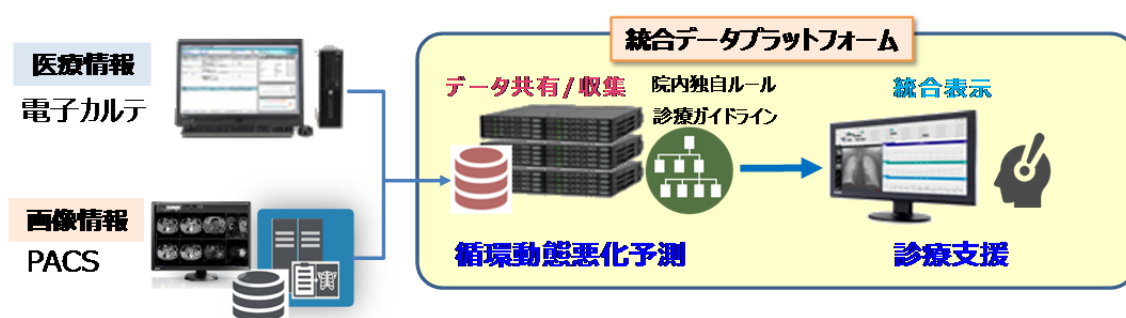 統合データプラットフォーム
医療情報
電子カルテ
データ共有/収集
院内独自ルール
診療ガイドライン
統合表示
画像情報
PACS
循環動態悪化予測
診療支援